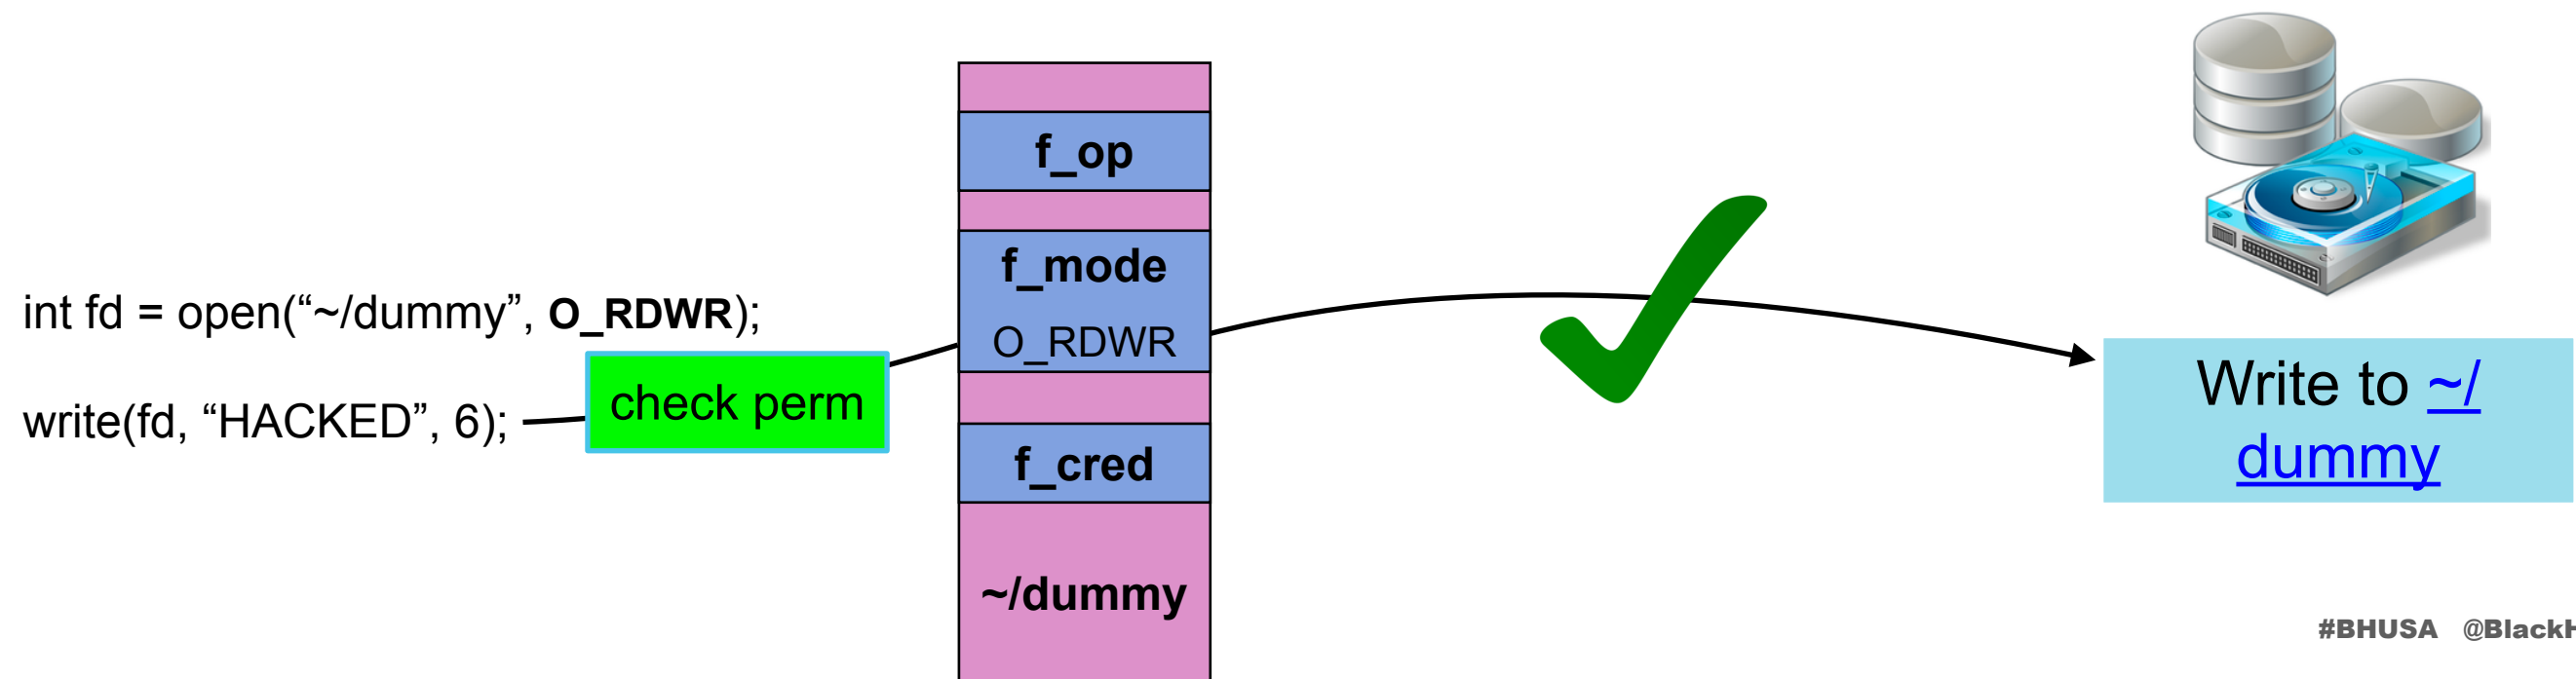 f_op
f_mode
int fd = open(“~/dummy”, O_RDWR);
O_RDWR
write(fd, “HACKED”, 6);
check perm
f_cred
~/dummy
Write to ~/
dummy
#BHUSA @BlackH